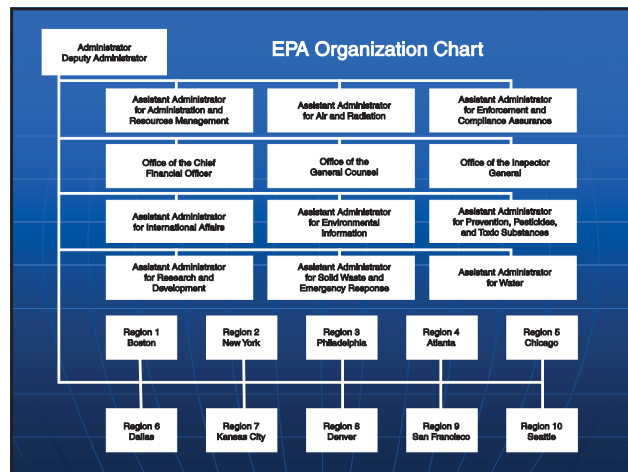 Administrator
Deputy Administrator
EPA Organization Chart
Assistant Administrator
for Administration and
Resources Management
Assistant Administrator
for Air and Radiation
Assistant Administrator
for Enforcement and
Compliance Assurance
Office of the Chief
Financial Officer
Office of the
General Counsel
Office of the Inspector
General
Assistant Administrator
for International Affairs
Assistant Administrator
for Environmental
Information
Assistant Administrator
for Prevention, Pesticides,
and Toxic Substances
Assistant Administrator
for Research and
Development
Assistant Administrator
for Solid Waste and
Emergency Response
Assistant Administrator
for Water
Region 1
Boston
Region 2
New York
Region 3
Philadelphia
Region 4
Atlanta
Region 5
Chicago
Region 6
Dallas
Region 7
Kansas City
Region 8
Denver
Region 9
San Francisco
Region 10
Seattle